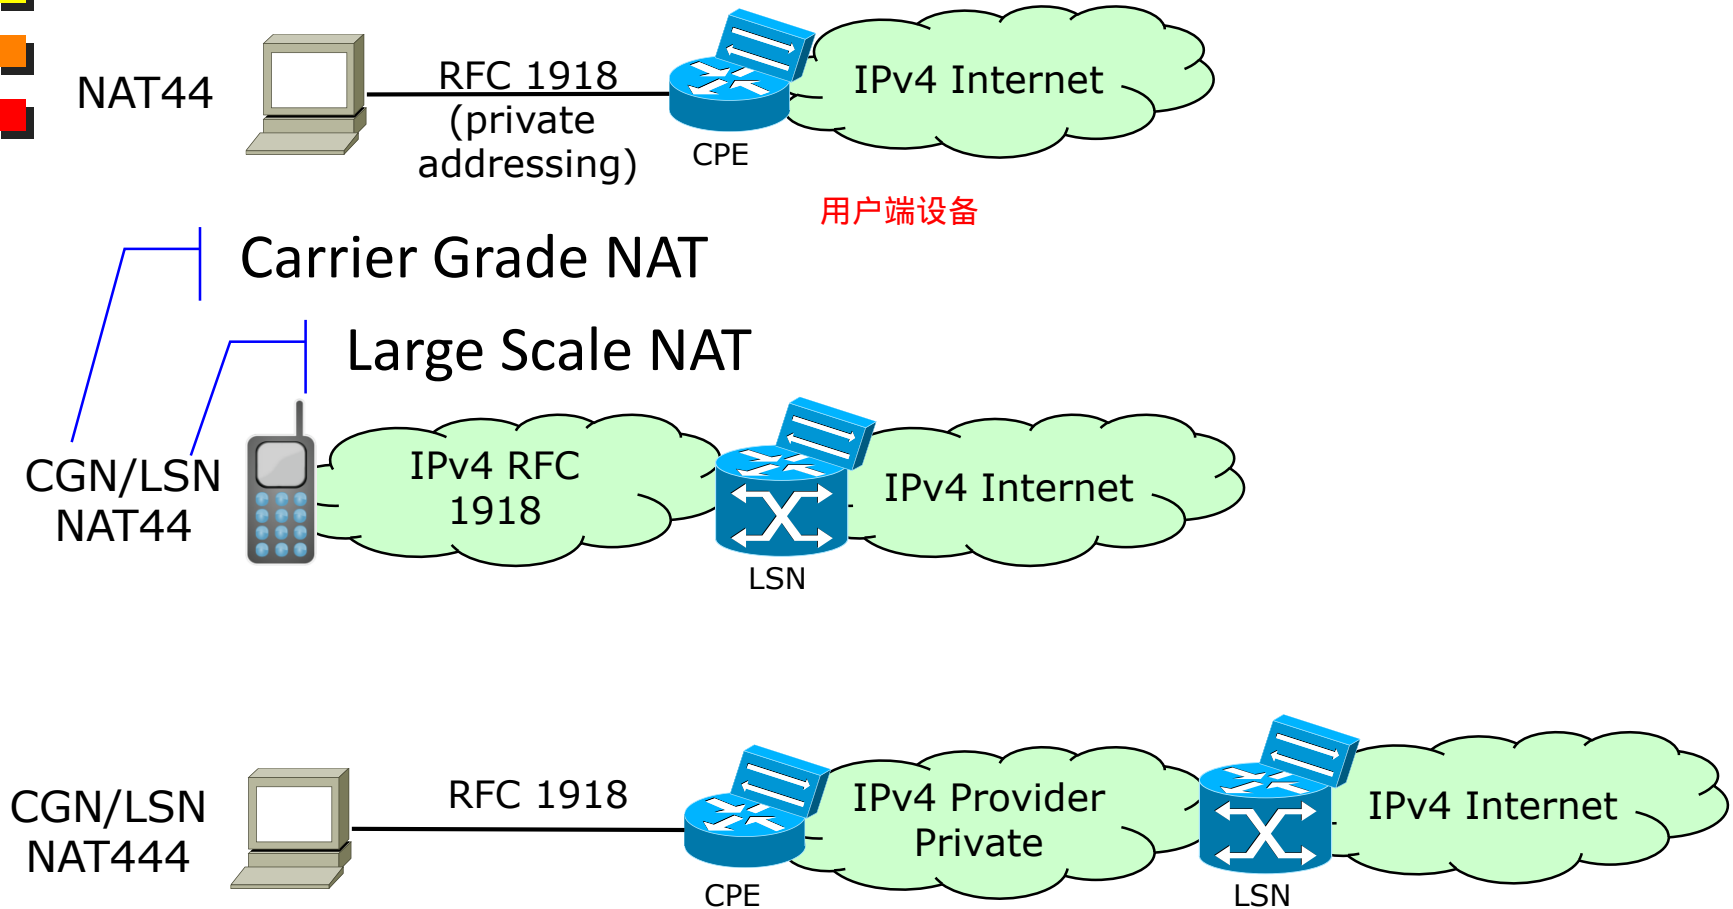 NAT44
RFC 1918
(private
addressing)
CPE
IPv4 Internet
用户端设备
Carrier Grade NAT
Large Scale NAT
CGN/LSN
NAT44
IPv4 RFC
1918
LSN
IPv4 Internet
CGN/LSN
NAT444
RFC 1918
CPE
IPv4 Provider
Private
LSN
IPv4 Internet